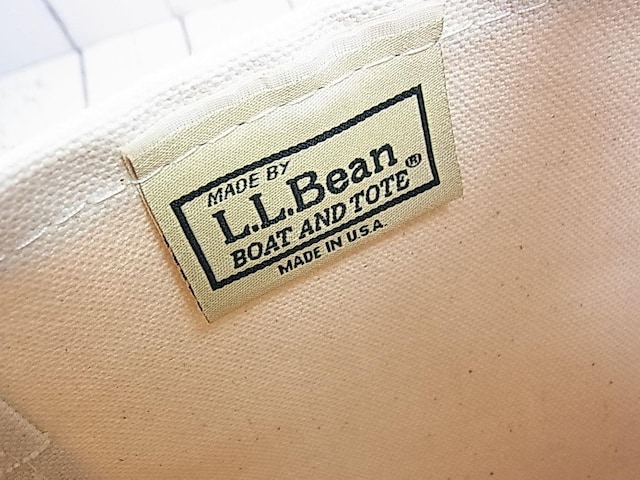 MADE BY
L.L.Bean
BOAT AND TOTE®
MADE IN U.S.A.